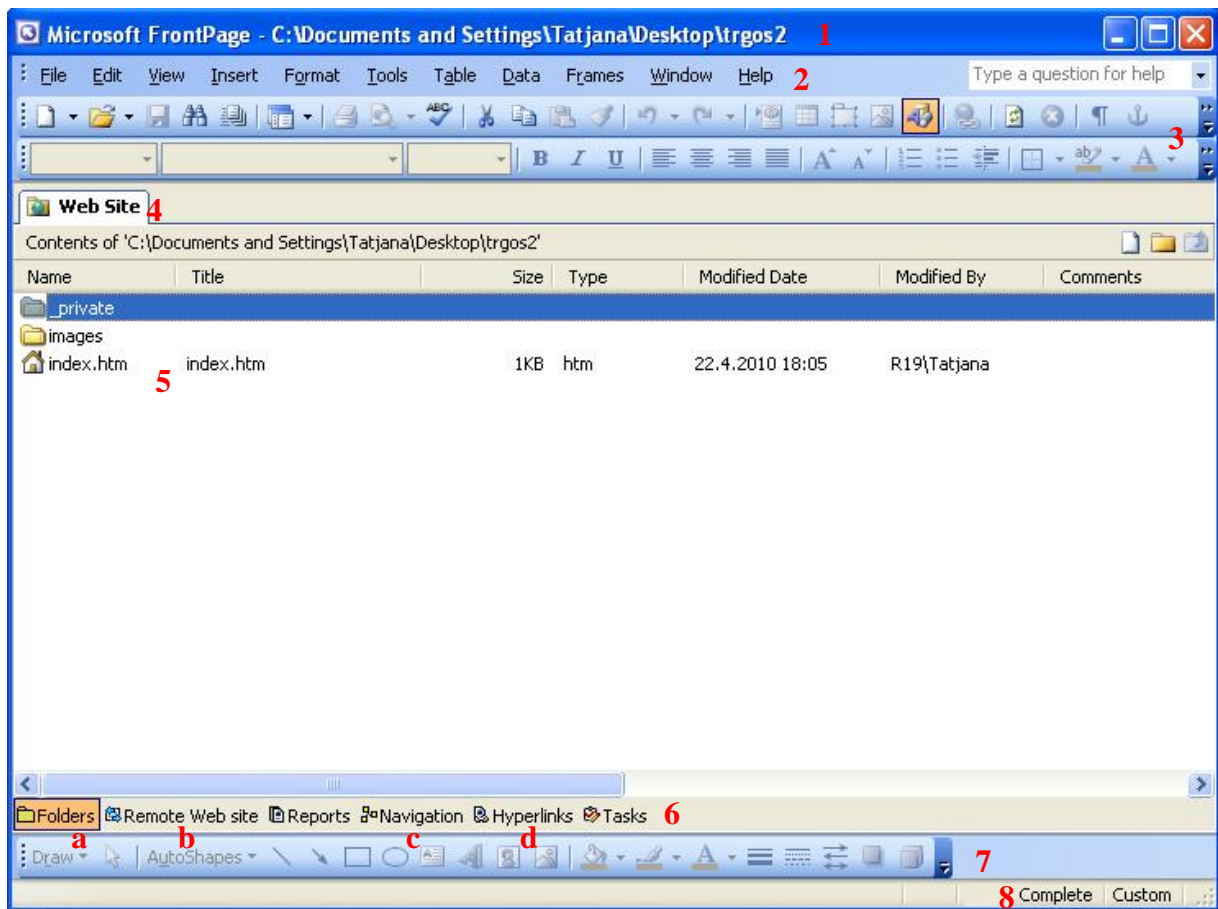 Microsoft FrontPage - C:\Documents and Settings\Tatjana\Desktop\trgos2 1
File Edit View Insert Format Tools Table Data Frames Window Help 2 Type a question for help
ABC
3
B I U A A ab A
Web Site 4
Contents of 'C:\Documents and Settings\Tatjana\Desktop\trgos2'
Name Title Size Type Modified Date Modified By Comments
_private
images
index.htm index.htm 1KB htm 22.4.2010 18:05 R19\Tatjana
5
Folders Remote Web site Reports Navigation Hyperlinks Tasks 6
a b c d
Draw AutoShapes A 7
8 Complete Custom